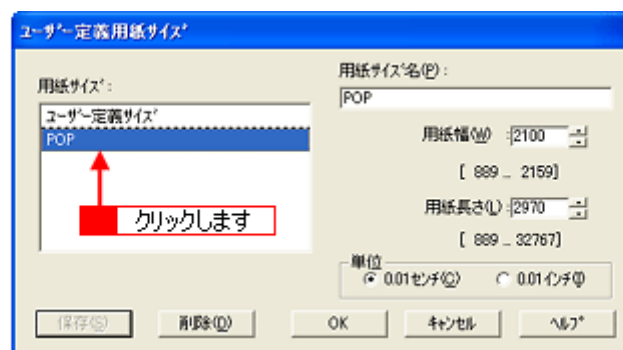 ユーザー定義用紙サイズ
用紙サイズ:
ユーザー定義サイズ
POP
クリックします
用紙サイズ名(P):
POP
用紙幅(W) :2100
[ 889 _ 2159]
用紙長さ(L) :2970
[ 889 _ 32767]
単位
0.01センチ(C) 0.01インチ(I)
保存(S) 削除(D) OK キャンセル ヘルプ